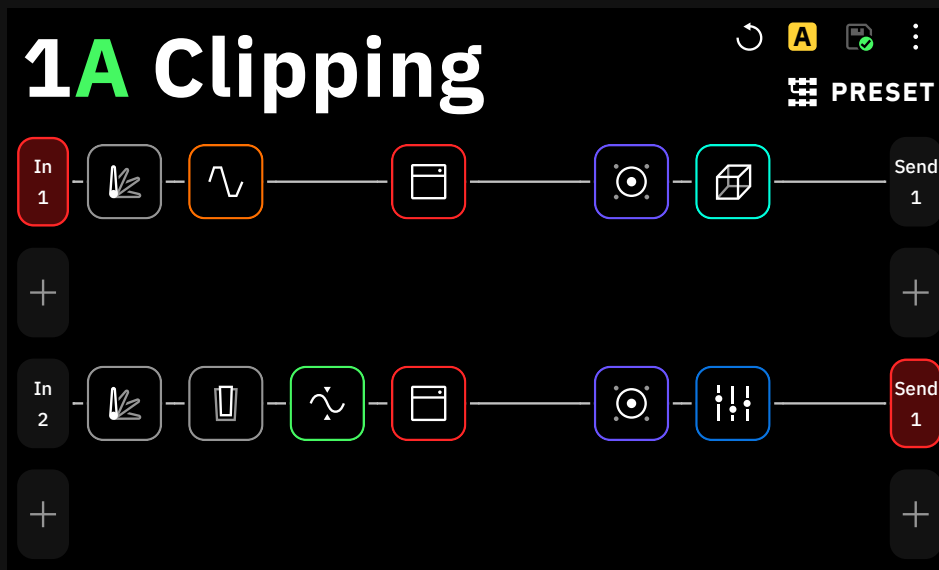 1A Clipping
A
PRESET
In
1
Send
1
In
2
Send
1